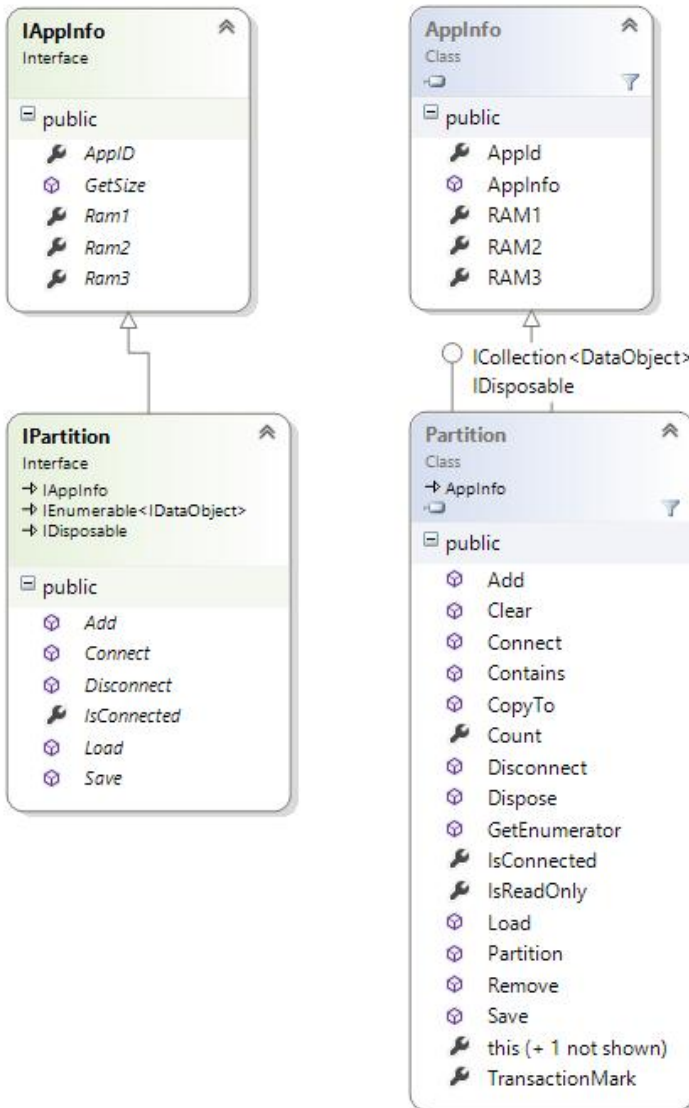 IAppInfo
Interface
public
AppID
GetSize
Ram1
Ram2
Ram3
IPartition
Interface
IAppInfo
IEnumerable<IDataObject>
IDisposable
public
Add
Connect
Disconnect
IsConnected
Load
Save
AppInfo
Class
public
AppId
AppInfo
RAM1
RAM2
RAM3
ICollection<DataObject>
IDisposable
Partition
Class
AppInfo
public
Add
Clear
Connect
Contains
CopyTo
Count
Disconnect
Dispose
GetEnumerator
IsConnected
IsReadOnly
Load
Partition
Remove
Save
this (+ 1 not shown)
TransactionMark